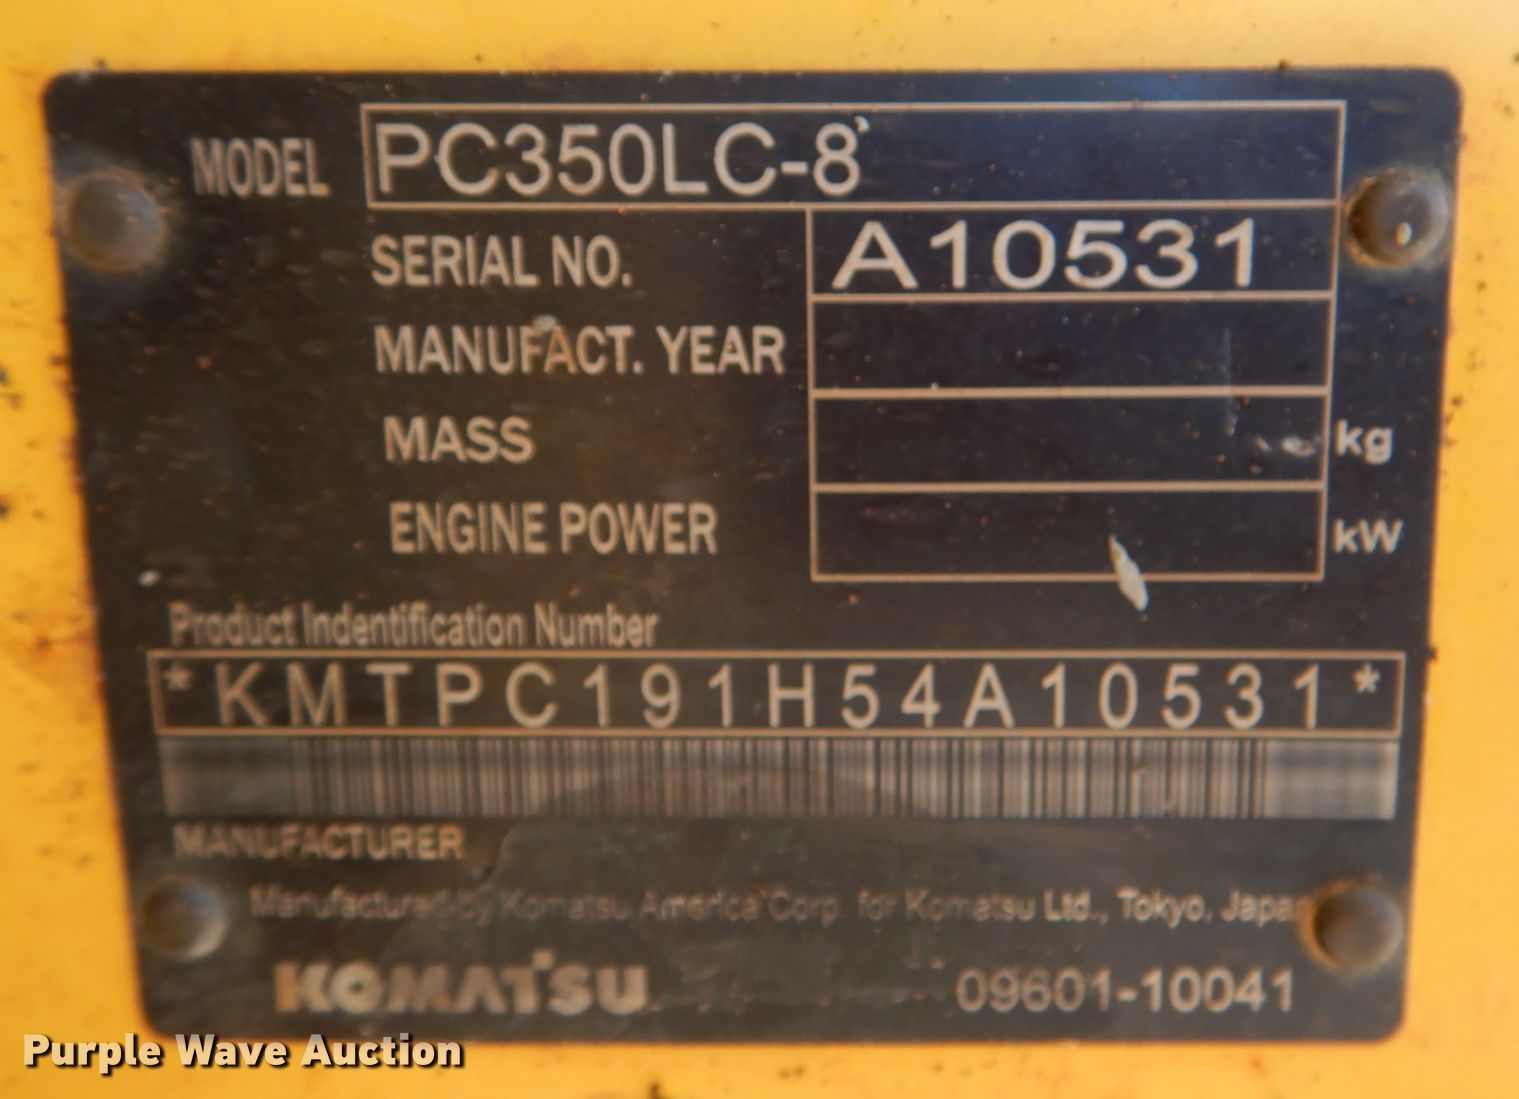 MODEL PC350LC-8
SERIAL NO. A10531
MANUFACT. YEAR
MASS kg
ENGINE POWER kW
Product Indentification Number
*KMTPC191H54A10531*
MANUFACTURER
Manufactured by Komatsu America Corp. for Komatsu Ltd., Tokyo, Japan
KOMATSU 09601-10041
Purple Wave Auction